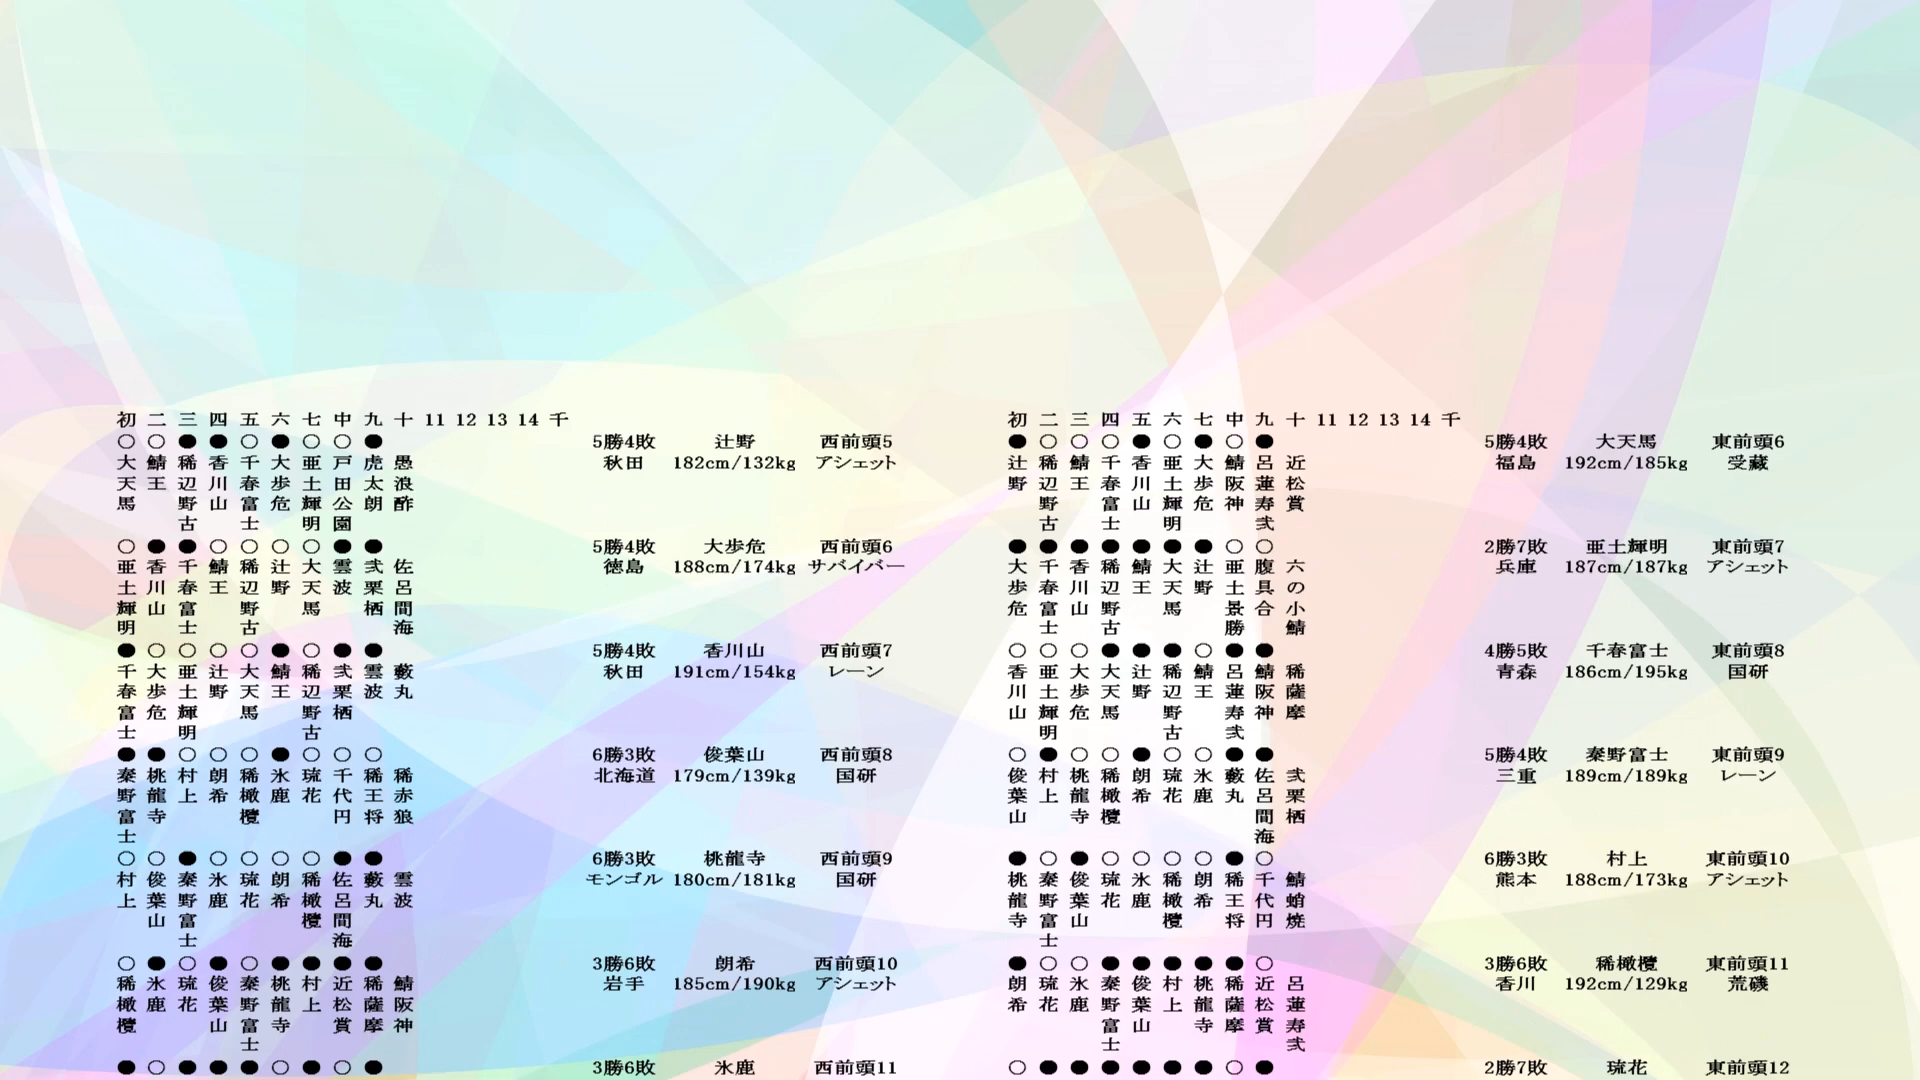 初 二 三 四 五 六 七 中 九 十 11 12 13 14 千
○ ○ ● ● ○ ● ○ ○ ● 5勝4敗 辻野 西前頭5
大天馬 鯖王 稀辺野古 香川山 千春富士 大歩危 亜土輝明 戸田公園 虎太朗 愚浪酔 秋田 182cm/132kg アシェット
○ ● ● ○ ○ ○ ○ ● ● 5勝4敗 大歩危 西前頭6
亜土輝明 香川山 千春富士 鯖王 稀辺野古 辻野 大天馬 雲波 弐栗栖 佐呂間海 徳島 188cm/174kg サバイバー
● ○ ○ ○ ○ ● ○ ● ● 5勝4敗 香川山 西前頭7
千春富士 大歩危 亜土輝明 辻野 大天馬 鯖王 稀辺野古 弐栗栖 雲波 藪丸 秋田 191cm/154kg レーン
● ● ○ ○ ○ ● ○ ○ ○ 6勝3敗 俊葉山 西前頭8
秦野富士 桃龍寺 村上 朗希 稀橄欖 氷鹿 琉花 千代円 稀王将 稀赤狼 北海道 179cm/139kg 国研
○ ○ ● ○ ○ ○ ○ ● ● 6勝3敗 桃龍寺 西前頭9
村上 俊葉山 秦野富士 氷鹿 琉花 朗希 稀橄欖 佐呂間海 藪丸 雲波 モンゴル 180cm/181kg 国研
○ ● ○ ● ○ ● ● ● ● 3勝6敗 朗希 西前頭10
稀橄欖 氷鹿 琉花 俊葉山 秦野富士 桃龍寺 村上 近松賞 稀薩摩 鯖阪神 岩手 185cm/190kg アシェット
● ○ ● ● ● ○ ● ○ ● 3勝6敗 氷鹿 西前頭11
初 二 三 四 五 六 七 中 九 十 11 12 13 14 千
● ○ ○ ○ ● ○ ● ○ ● 5勝4敗 大天馬 東前頭6
辻野 稀辺野古 鯖王 千春富士 香川山 亜土輝明 大歩危 鯖阪神 呂蓮寿弐 近松賞 福島 192cm/185kg 受蔵
● ● ● ● ● ● ● ○ ○ 2勝7敗 亜土輝明 東前頭7
大歩危 千春富士 香川山 稀辺野古 鯖王 大天馬 辻野 亜土景勝 腹具合 六の小鯖 兵庫 187cm/187kg アシェット
○ ○ ○ ● ● ● ○ ● ● 4勝5敗 千春富士 東前頭8
香川山 亜土輝明 大歩危 大天馬 辻野 稀辺野古 鯖王 呂蓮寿弐 鯖阪神 稀薩摩 青森 186cm/195kg 国研
○ ● ○ ○ ● ○ ○ ● ● 5勝4敗 秦野富士 東前頭9
俊葉山 村上 桃龍寺 稀橄欖 朗希 琉花 氷鹿 藪丸 佐呂間海 弐栗栖 三重 189cm/189kg レーン
● ○ ● ○ ○ ○ ○ ● ○ 6勝3敗 村上 東前頭10
桃龍寺 秦野富士 俊葉山 琉花 氷鹿 稀橄欖 朗希 稀王将 千代円 鯖蛸焼 熊本 188cm/173kg アシェット
● ○ ○ ● ● ● ● ● ○ 3勝6敗 稀橄欖 東前頭11
朗希 琉花 氷鹿 秦野富士 俊葉山 村上 桃龍寺 稀薩摩 近松賞 呂蓮寿弐 香川 192cm/129kg 荒磯
○ ● ● ● ● ● ● ○ ● 2勝7敗 琉花 東前頭12